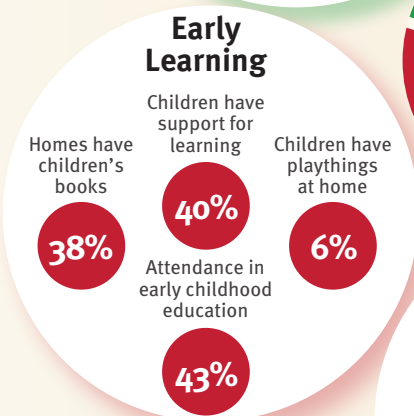 Early
Learning
Children have
support for
learning
40%
Homes have
children's
books
38%
Children have
playthings
at home
6%
Attendance in
early childhood
education
43%